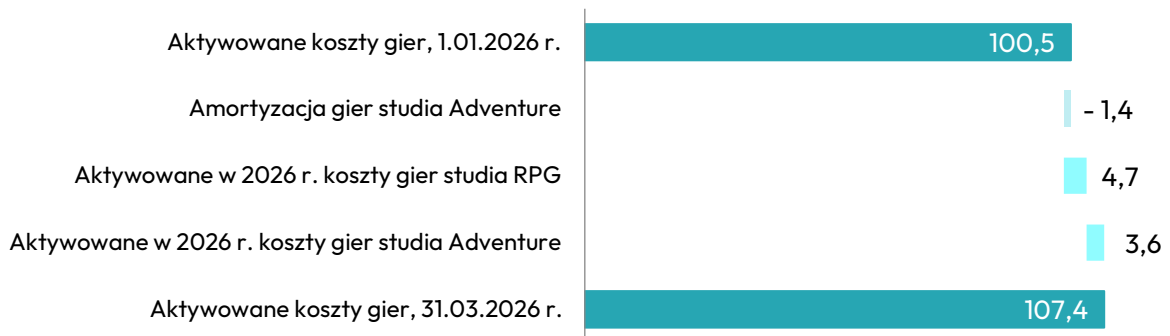 Aktywowane koszty gier, 1.01.2026 r. 100,5
Amortyzacja gier studia Adventure - 1,4
Aktywowane w 2026 r. koszty gier studia RPG 4,7
Aktywowane w 2026 r. koszty gier studia Adventure 3,6
Aktywowane koszty gier, 31.03.2026 r. 107,4